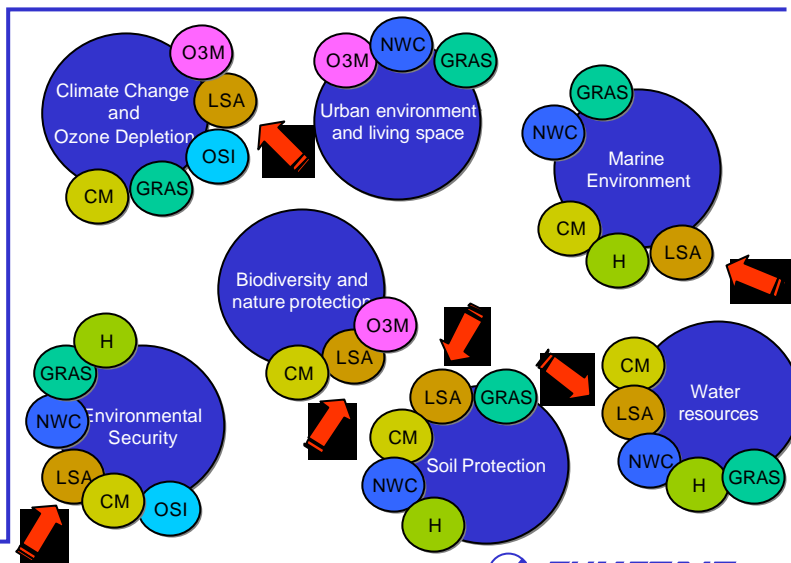 O3M
LSA
OSI
GRAS
CM
Climate Change
and
Ozone Depletion
O3M
NWC
GRAS
Urban environment
and living space
GRAS
NWC
Marine
Environment
CM
H
LSA
Biodiversity and
nature protection
O3M
LSA
CM
H
GRAS
NWC
Environmental
Security
LSA
CM
OSI
LSA
GRAS
CM
NWC
Soil Protection
H
CM
LSA
Water
resources
NWC
H
GRAS